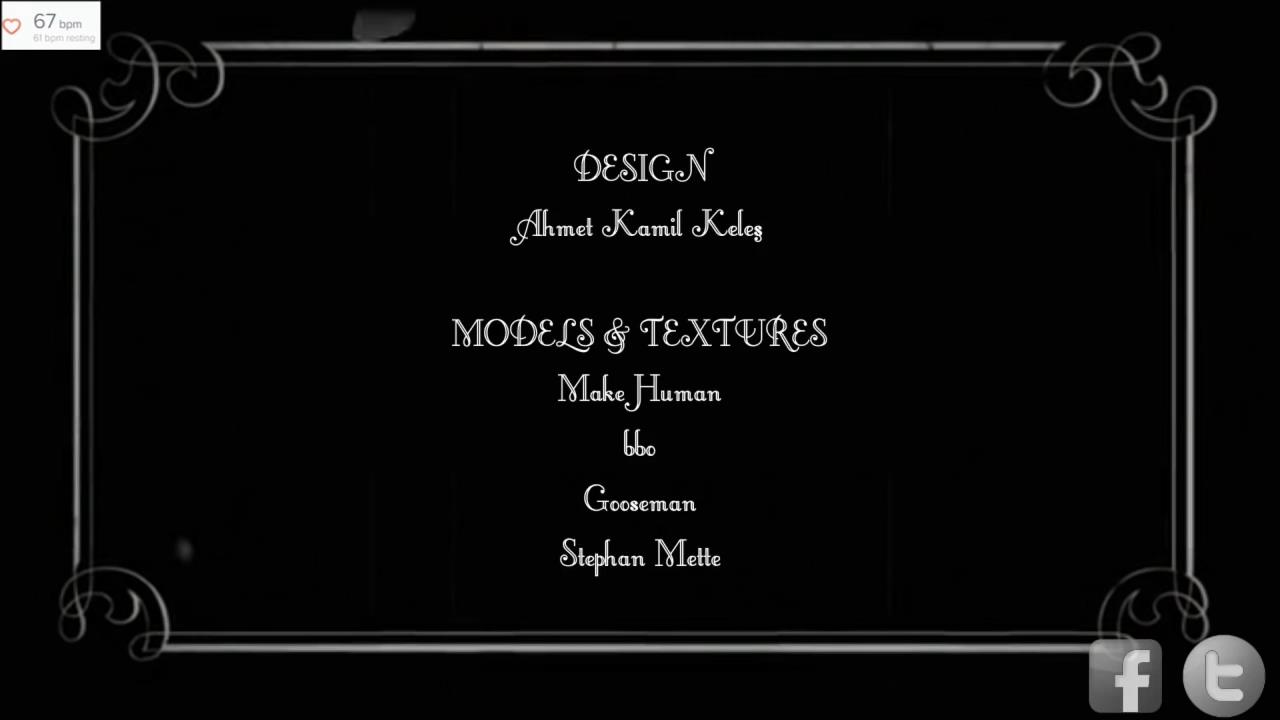 67 bpm
61 bpm resting
DESIGN
Ahmet Kamil Keleş
MODELS & TEXTURES
Make Human
bbo
Gooseman
Stephan Mette